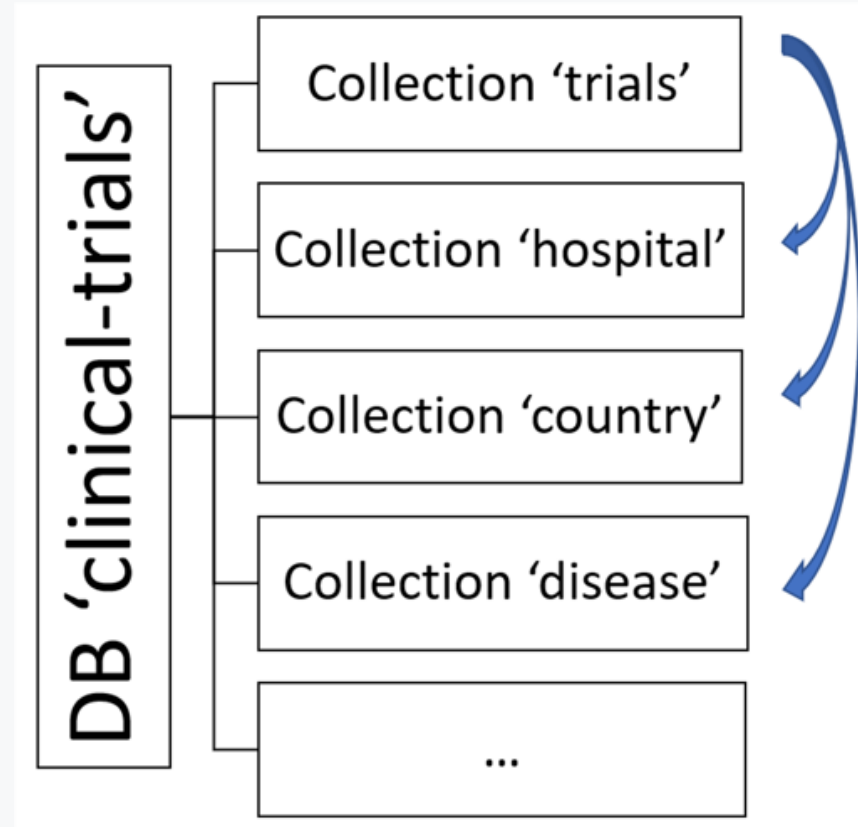 DB ‘clinical-trials’
Collection ‘trials’
Collection ‘hospital’
Collection ‘country’
Collection ‘disease’
...